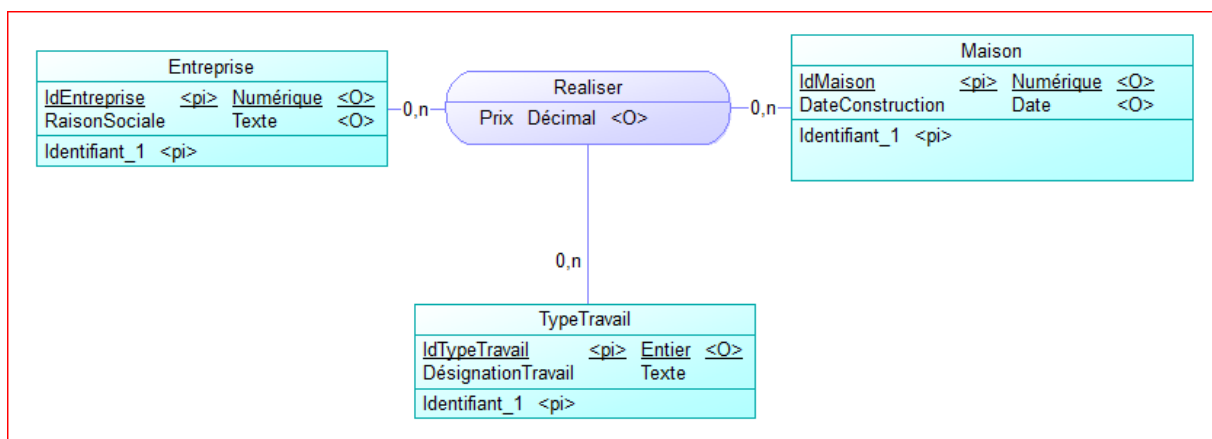 Entreprise
IdEntreprise <pi> Numérique <O>
RaisonSociale Texte <O>
Identifiant_1 <pi>
0,n
Realiser
Prix Décimal <O>
0,n
Maison
IdMaison <pi> Numérique <O>
DateConstruction Date <O>
Identifiant_1 <pi>
0,n
TypeTravail
IdTypeTravail <pi> Entier <O>
DésignationTravail Texte
Identifiant_1 <pi>